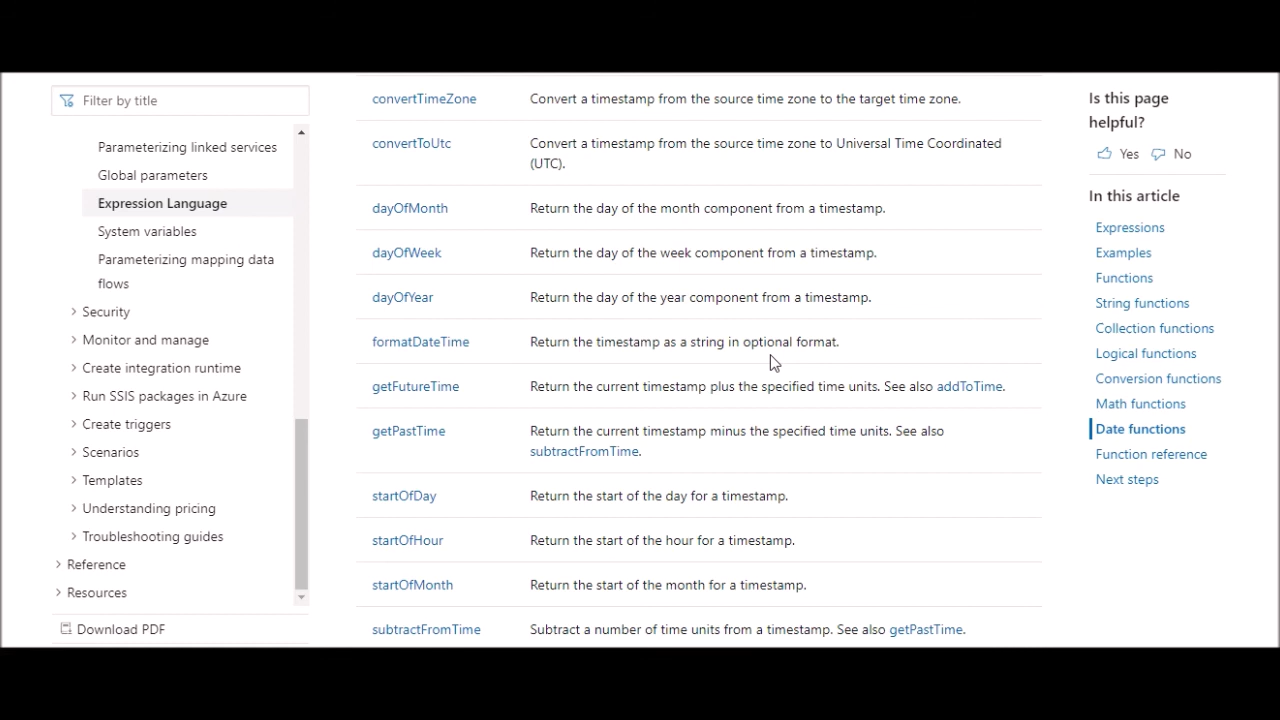 Filter by title
Parameterizing linked services
Global parameters
Expression Language
System variables
Parameterizing mapping data
flows
Security
Monitor and manage
Create integration runtime
Run SSIS packages in Azure
Create triggers
Scenarios
Templates
Understanding pricing
Troubleshooting guides
Reference
Resources
Download PDF
convertTimeZone Convert a timestamp from the source time zone to the target time zone.
convertToUtc Convert a timestamp from the source time zone to Universal Time Coordinated
(UTC).
dayOfMonth Return the day of the month component from a timestamp.
dayOfWeek Return the day of the week component from a timestamp.
dayOfYear Return the day of the year component from a timestamp.
formatDateTime Return the timestamp as a string in optional format.
getFutureTime Return the current timestamp plus the specified time units. See also addToTime.
getPastTime Return the current timestamp minus the specified time units. See also
subtractFromTime.
startOfDay Return the start of the day for a timestamp.
startOfHour Return the start of the hour for a timestamp.
startOfMonth Return the start of the month for a timestamp.
subtractFromTime Subtract a number of time units from a timestamp. See also getPastTime.
Is this page
helpful?
Yes No
In this article
Expressions
Examples
Functions
String functions
Collection functions
Logical functions
Conversion functions
Math functions
Date functions
Function reference
Next steps